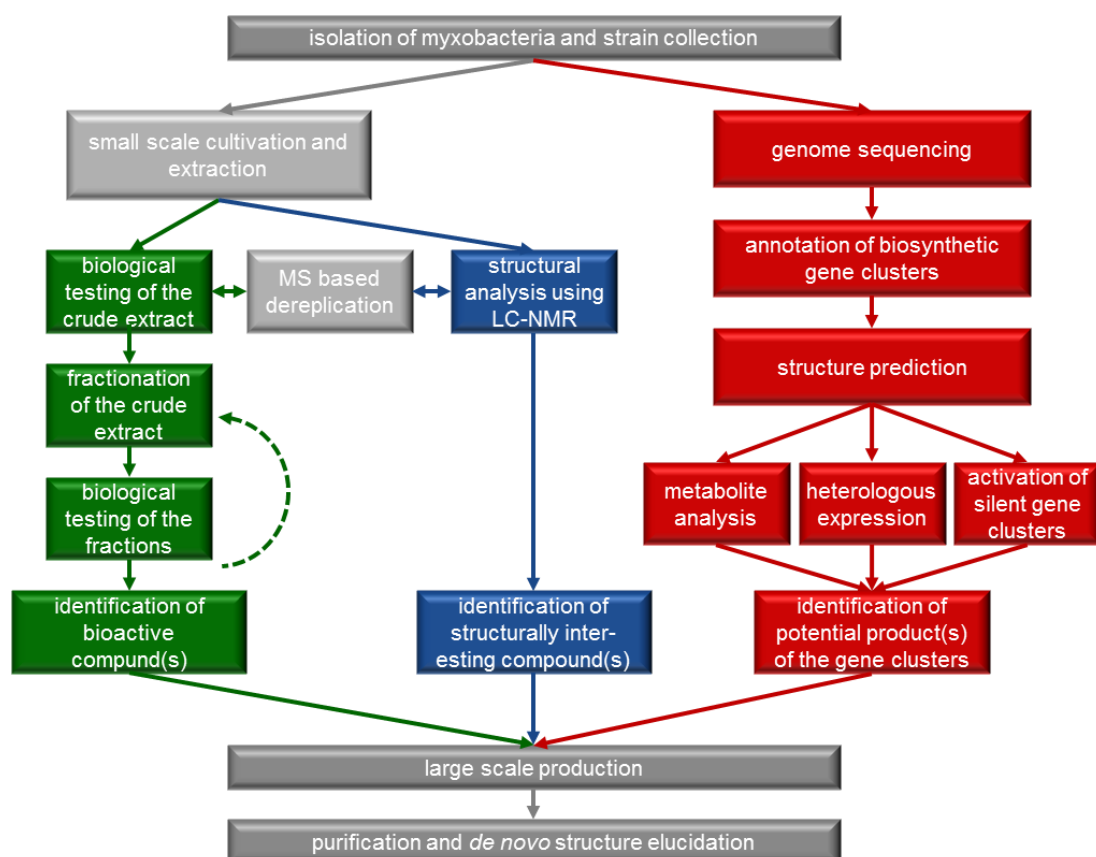 isolation of myxobacteria and strain collection
small scale cultivation and
extraction
genome sequencing
biological
testing of the
crude extract
MS based
dereplication
structural
analysis using
LC-NMR
annotation of biosynthetic
gene clusters
fractionation
of the crude
extract
structure prediction
biological
testing of the
fractions
metabolite
analysis
heterologous
expression
activation of
silent gene
clusters
identification of
bioactive
compund(s)
identification of
structurally inter-
esting compound(s)
identification of
potential product(s)
of the gene clusters
large scale production
purification and de novo structure elucidation